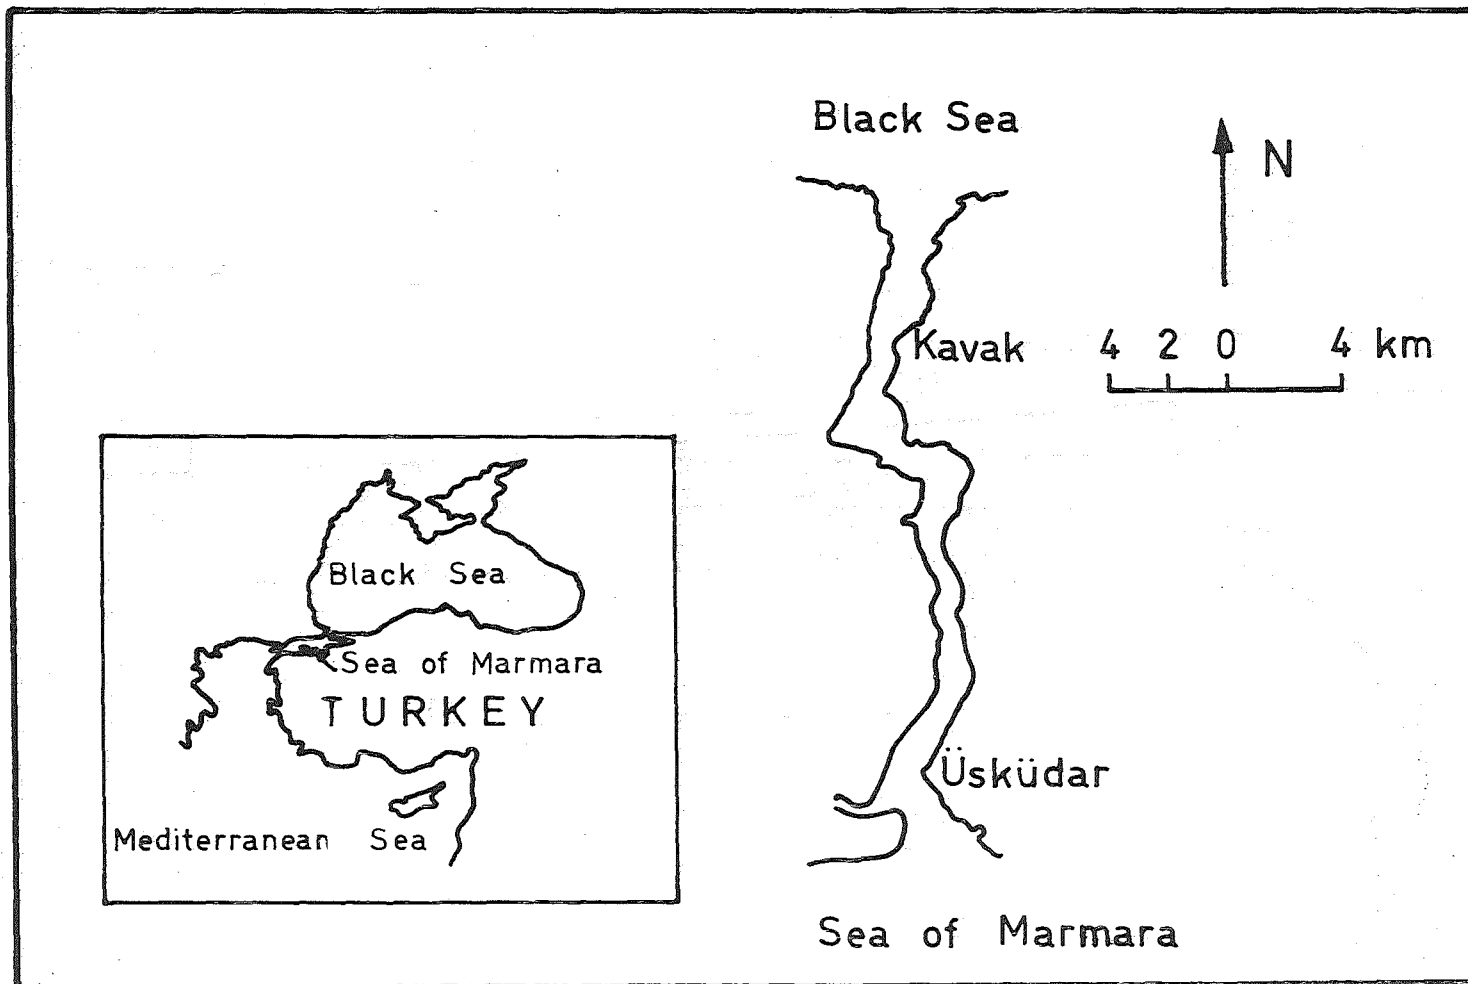 Black Sea
N
Kavak
4 2 0 4 km
Black Sea
Sea of Marmara
TURKEY
Mediterranean Sea
Üsküdar
Sea of Marmara